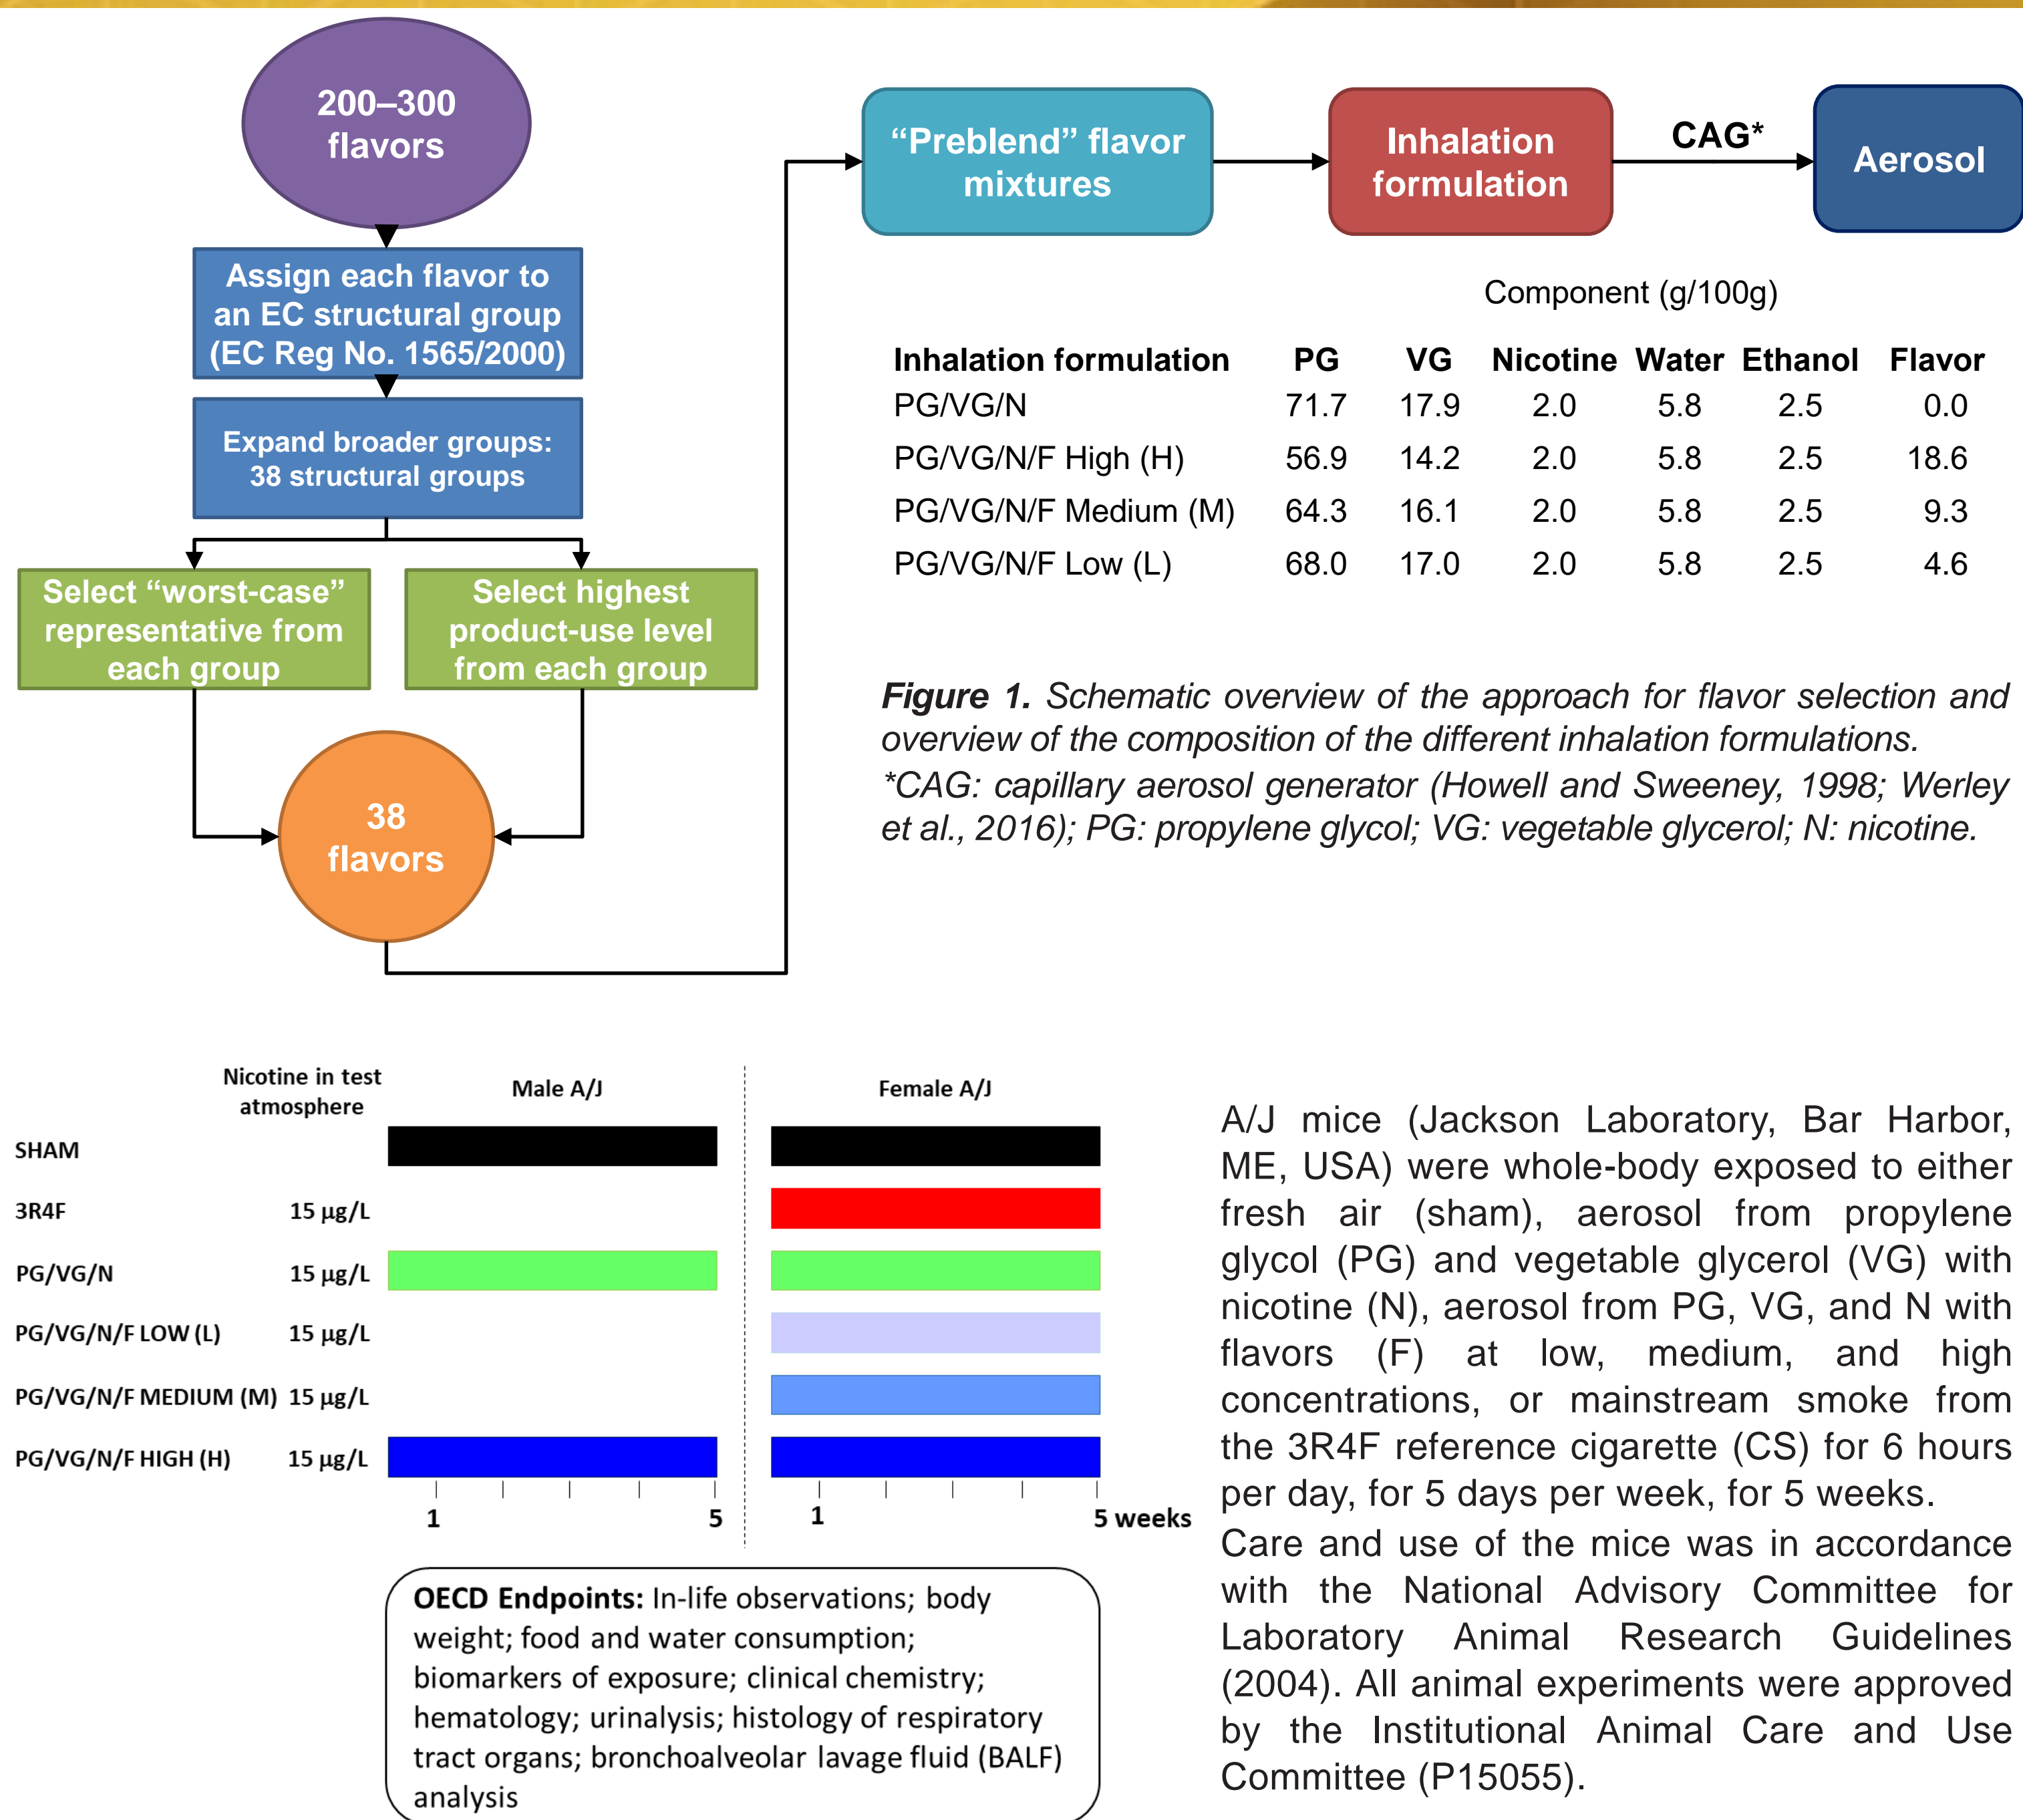 200–300
flavors
Assign each flavor to
an EC structural group
(EC Reg No. 1565/2000)
Expand broader groups:
38 structural groups
Select “worst-case”
representative from
each group
Select highest
product-use level
from each group
38
flavors
“Preblend” flavor
mixtures
Inhalation
formulation
CAG*
Aerosol
Component (g/100g)
Inhalation formulation PG VG Nicotine Water Ethanol Flavor
PG/VG/N 71.7 17.9 2.0 5.8 2.5 0.0
PG/VG/N/F High (H) 56.9 14.2 2.0 5.8 2.5 18.6
PG/VG/N/F Medium (M) 64.3 16.1 2.0 5.8 2.5 9.3
PG/VG/N/F Low (L) 68.0 17.0 2.0 5.8 2.5 4.6
Figure 1. Schematic overview of the approach for flavor selection and
overview of the composition of the different inhalation formulations.
*CAG: capillary aerosol generator (Howell and Sweeney, 1998; Werley
et al., 2016); PG: propylene glycol; VG: vegetable glycerol; N: nicotine.
Nicotine in test
atmosphere
Male A/J
Female A/J
SHAM
3R4F 15 µg/L
PG/VG/N 15 µg/L
PG/VG/N/F LOW (L) 15 µg/L
PG/VG/N/F MEDIUM (M) 15 µg/L
PG/VG/N/F HIGH (H) 15 µg/L
1 5 1 5 weeks
OECD Endpoints: In-life observations; body
weight; food and water consumption;
biomarkers of exposure; clinical chemistry;
hematology; urinalysis; histology of respiratory
tract organs; bronchoalveolar lavage fluid (BALF)
analysis
A/J mice (Jackson Laboratory, Bar Harbor,
ME, USA) were whole-body exposed to either
fresh air (sham), aerosol from propylene
glycol (PG) and vegetable glycerol (VG) with
nicotine (N), aerosol from PG, VG, and N with
flavors (F) at low, medium, and high
concentrations, or mainstream smoke from
the 3R4F reference cigarette (CS) for 6 hours
per day, for 5 days per week, for 5 weeks.
Care and use of the mice was in accordance
with the National Advisory Committee for
Laboratory Animal Research Guidelines
(2004). All animal experiments were approved
by the Institutional Animal Care and Use
Committee (P15055).